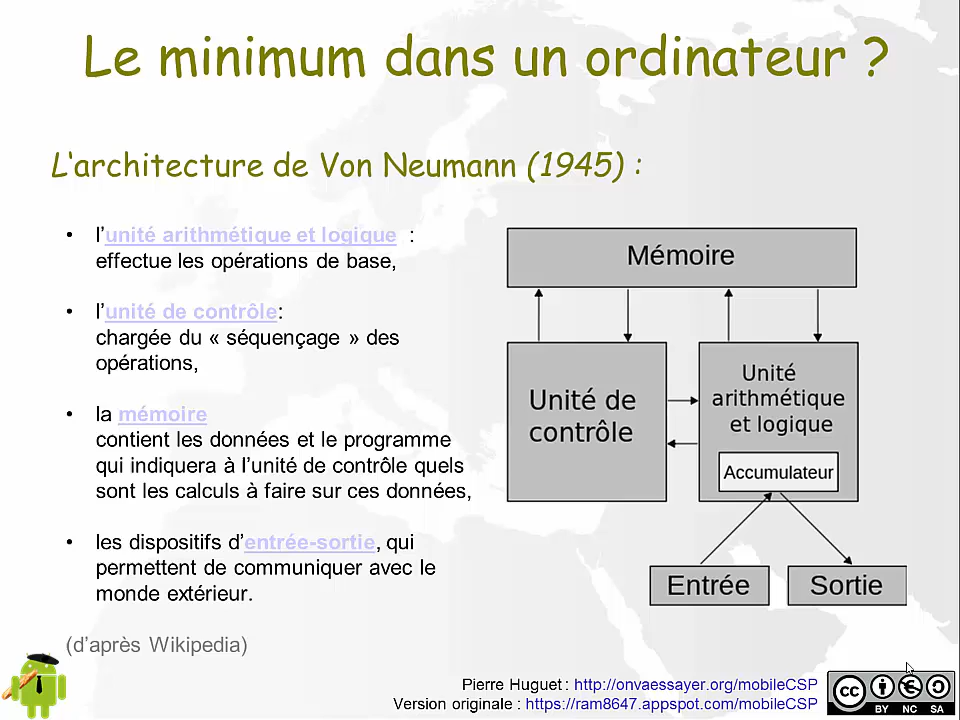 Le minimum dans un ordinateur ?
L'architecture de Von Neumann (1945) :
• l'unité arithmétique et logique :
effectue les opérations de base,
• l'unité de contrôle:
chargée du « séquençage » des
opérations,
• la mémoire
contient les données et le programme
qui indiquera à l'unité de contrôle quels
sont les calculs à faire sur ces données,
• les dispositifs d'entrée-sortie, qui
permettent de communiquer avec le
monde extérieur.
(d'après Wikipedia)
Mémoire
Unité de
contrôle
Unité
arithmétique
et logique
Accumulateur
Entrée
Sortie
Pierre Huguet : http://onvaessayer.org/mobileCSP
Version originale : https://ram8647.appspot.com/mobileCSP
cc
BY NC SA